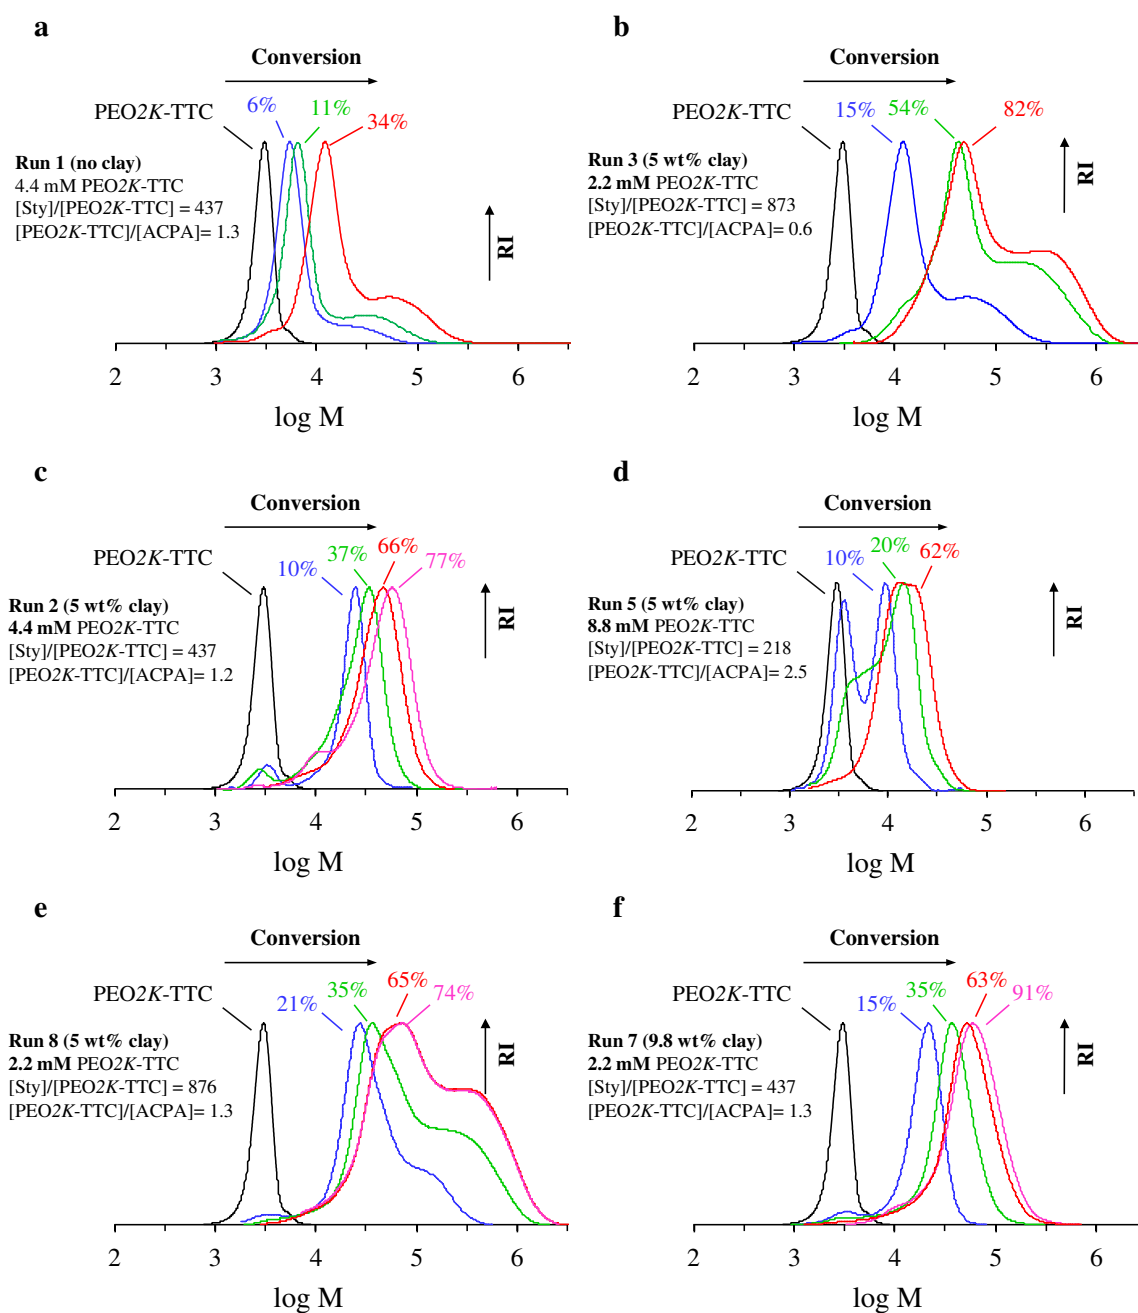 a
Conversion
PEO2K-TTC
6%
11%
34%
Run 1 (no clay)
4.4 mM PEO2K-TTC
[Sty]/[PEO2K-TTC] = 437
[PEO2K-TTC]/[ACPA]= 1.3
RI
2 3 4 5 6
log M
b
Conversion
PEO2K-TTC
15%
54%
82%
Run 3 (5 wt% clay)
2.2 mM PEO2K-TTC
[Sty]/[PEO2K-TTC] = 873
[PEO2K-TTC]/[ACPA]= 0.6
RI
2 3 4 5 6
log M
c
Conversion
PEO2K-TTC
10%
37%
66%
77%
Run 2 (5 wt% clay)
4.4 mM PEO2K-TTC
[Sty]/[PEO2K-TTC] = 437
[PEO2K-TTC]/[ACPA]= 1.2
RI
2 3 4 5 6
log M
d
Conversion
PEO2K-TTC
10%
20%
62%
Run 5 (5 wt% clay)
8.8 mM PEO2K-TTC
[Sty]/[PEO2K-TTC] = 218
[PEO2K-TTC]/[ACPA]= 2.5
RI
2 3 4 5 6
log M
e
Conversion
PEO2K-TTC
21%
35%
65%
74%
Run 8 (5 wt% clay)
2.2 mM PEO2K-TTC
[Sty]/[PEO2K-TTC] = 876
[PEO2K-TTC]/[ACPA]= 1.3
RI
2 3 4 5 6
log M
f
Conversion
PEO2K-TTC
15%
35%
63%
91%
Run 7 (9.8 wt% clay)
2.2 mM PEO2K-TTC
[Sty]/[PEO2K-TTC] = 437
[PEO2K-TTC]/[ACPA]= 1.3
RI
2 3 4 5 6
log M